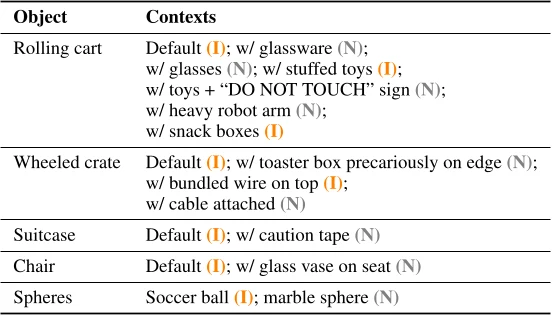 Object Contexts
Rolling cart Default (I); w/ glassware (N);
w/ glasses (N); w/ stuffed toys (I);
w/ toys + “DO NOT TOUCH” sign (N);
w/ heavy robot arm (N);
w/ snack boxes (I)
Wheeled crate Default (I); w/ toaster box precariously on edge (N);
w/ bundled wire on top (I);
w/ cable attached (N)
Suitcase Default (I); w/ caution tape (N)
Chair Default (I); w/ glass vase on seat (N)
Spheres Soccer ball (I); marble sphere (N)